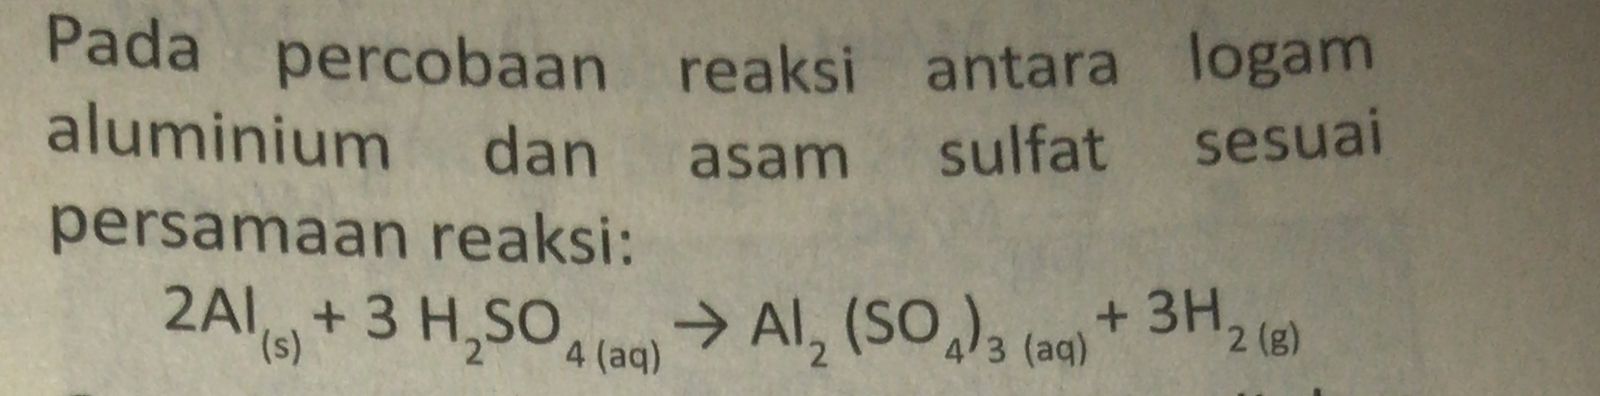 Pada percobaan reaksi antara logam
aluminium dan asam sulfat sesuai
persamaan reaksi:
2Al(s) + 3 H₂SO₄ (aq) → Al₂ (SO₄)₃ (aq) + 3H₂ (g)